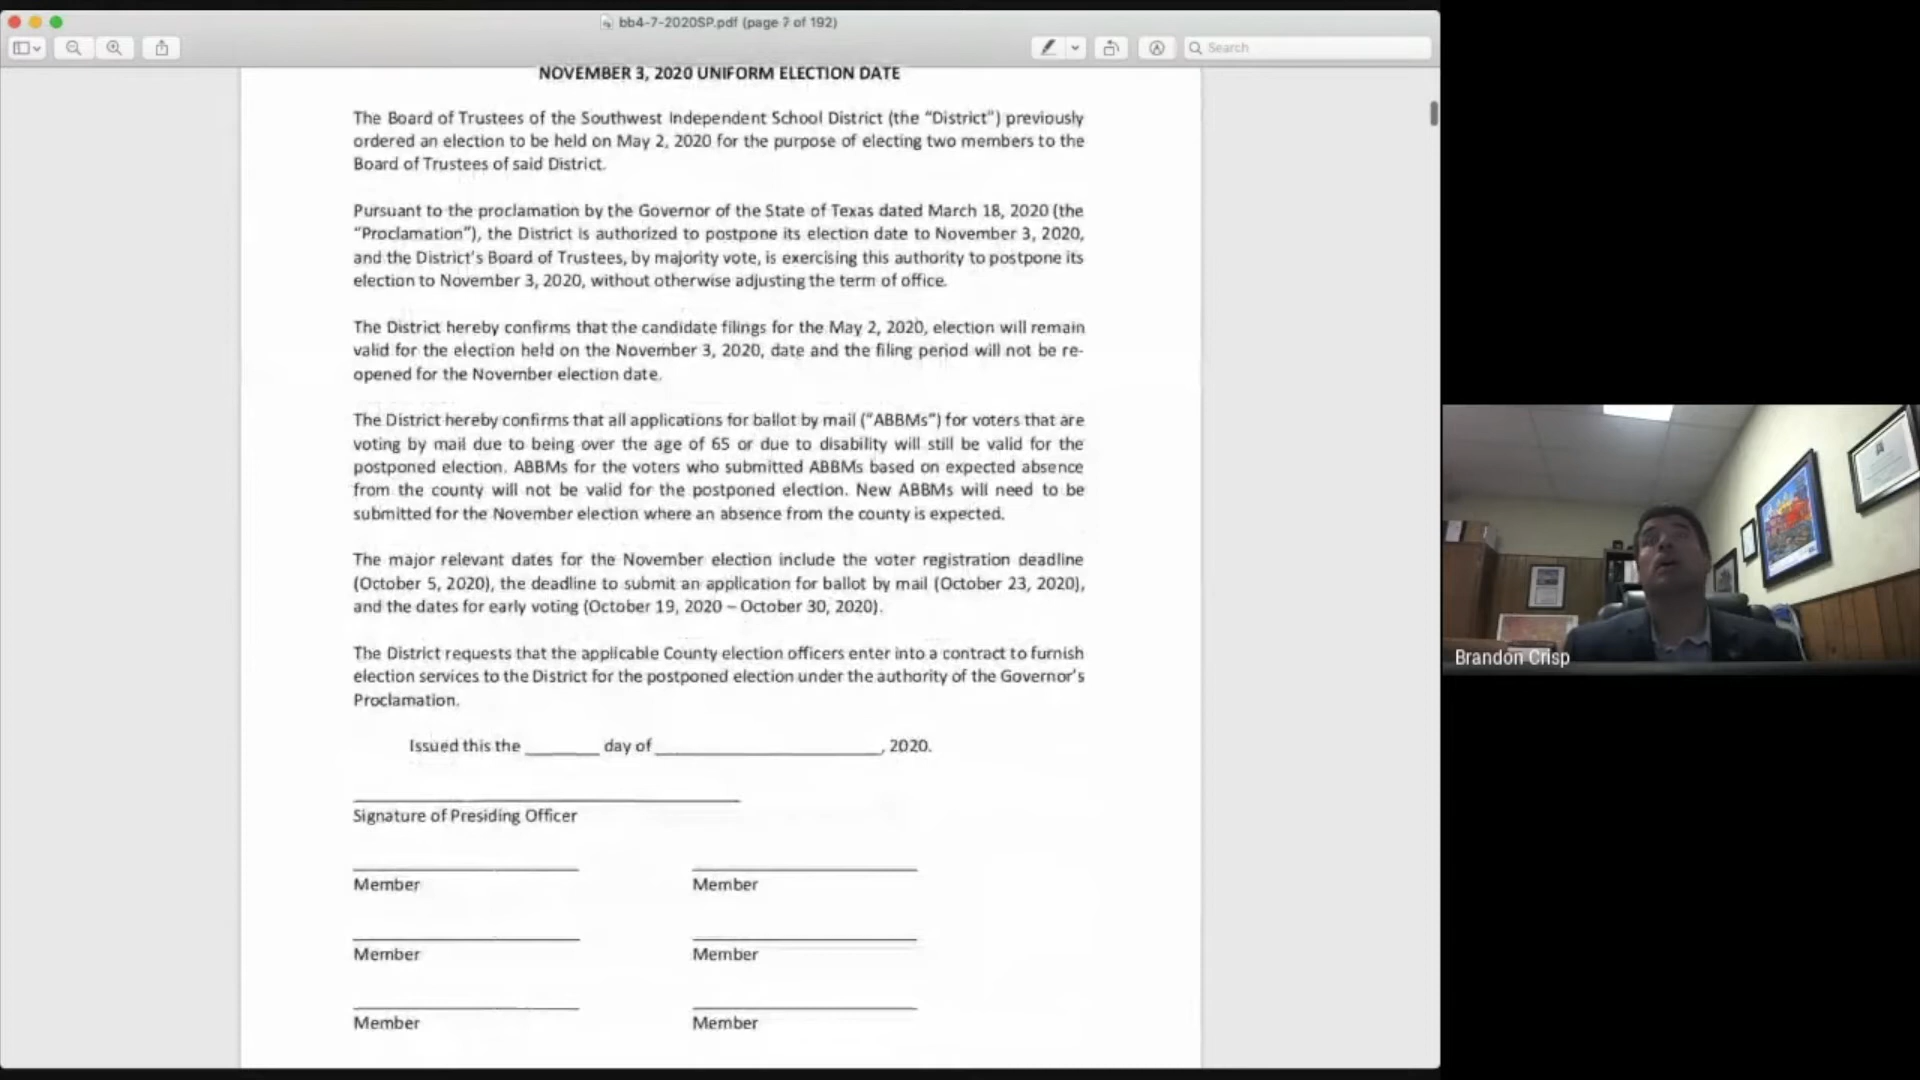 bb4-7-2020SP.pdf (page 7 of 192)
Search
NOVEMBER 3, 2020 UNIFORM ELECTION DATE
The Board of Trustees of the Southwest Independent School District (the “District”) previously
ordered an election to be held on May 2, 2020 for the purpose of electing two members to the
Board of Trustees of said District.
Pursuant to the proclamation by the Governor of the State of Texas dated March 18, 2020 (the
“Proclamation”), the District is authorized to postpone its election date to November 3, 2020,
and the District’s Board of Trustees, by majority vote, is exercising this authority to postpone its
election to November 3, 2020, without otherwise adjusting the term of office.
The District hereby confirms that the candidate filings for the May 2, 2020, election will remain
valid for the election held on the November 3, 2020, date and the filing period will not be re-
opened for the November election date.
The District hereby confirms that all applications for ballot by mail (“ABBMs”) for voters that are
voting by mail due to being over the age of 65 or due to disability will still be valid for the
postponed election. ABBMs for the voters who submitted ABBMs based on expected absence
from the county will not be valid for the postponed election. New ABBMs will need to be
submitted for the November election where an absence from the county is expected.
The major relevant dates for the November election include the voter registration deadline
(October 5, 2020), the deadline to submit an application for ballot by mail (October 23, 2020),
and the dates for early voting (October 19, 2020 – October 30, 2020).
The District requests that the applicable County election officers enter into a contract to furnish
election services to the District for the postponed election under the authority of the Governor’s
Proclamation.
Issued this the ________ day of ________________________, 2020.
Signature of Presiding Officer
Member Member
Member Member
Member Member
Brandon Crisp